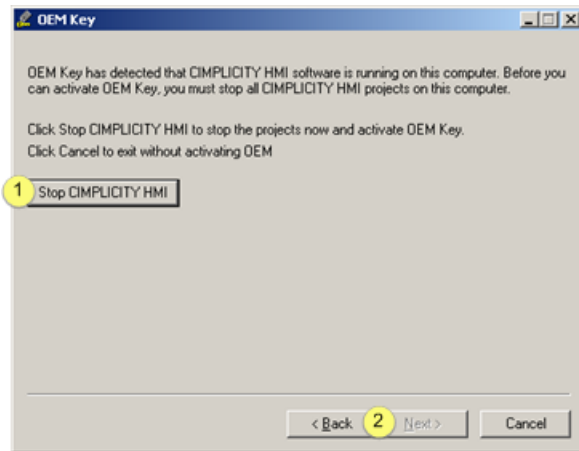 OEM Key
OEM Key has detected that CIMPLICITY HMI software is running on this computer. Before you
can activate OEM Key, you must stop all CIMPLICITY HMI projects on this computer.
Click Stop CIMPLICITY HMI to stop the projects now and activate OEM Key.
Click Cancel to exit without activating OEM
1 Stop CIMPLICITY HMI
< Back 2 Next > Cancel